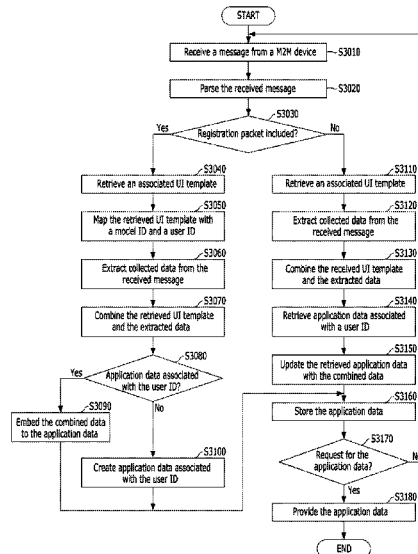 START
Receive a message from a M2M device
S3010
Parse the received message
S3020
S3030
Registration packet included?
Yes
No
S3040
Retrieve an associated UI template
S3050
Map the retrieved UI template with
a model ID and a user ID
S3060
Extract collected data from the
received message
S3070
Combine the retrieved UI template
and the extracted data
S3080
Application data associated
with the user ID?
Yes
No
S3090
Embed the combined data
to the application data
S3100
Create application data associated
with the user ID
S3110
Retrieve an associated UI template
S3120
Extract collected data from the
received message
S3130
Combine the received UI template
and the extracted data
S3140
Retrieve application data associated
with a user ID
S3150
Update the retrieved application data
with the combined data
S3160
Store the application data
S3170
Request for the
application data?
No
Yes
S3180
Provide the application data
END